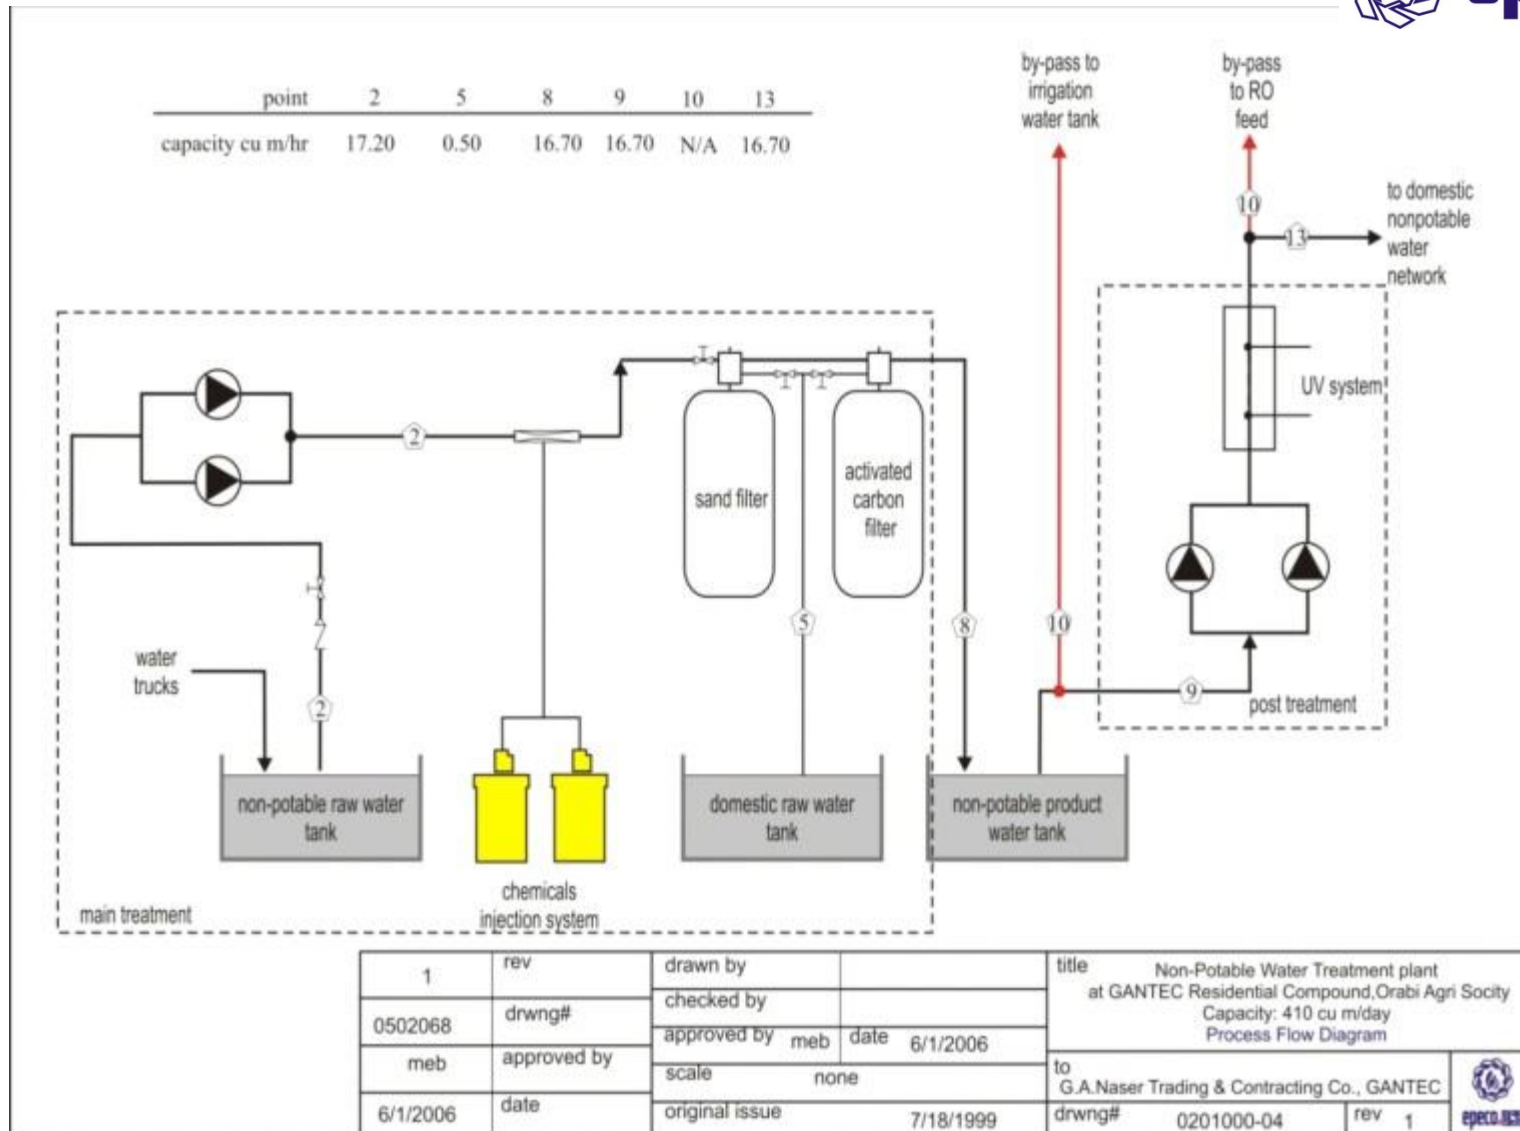 point 2 5 8 9 10 13
capacity cu m/hr 17.20 0.50 16.70 16.70 N/A 16.70
by-pass to
irrigation
water tank
by-pass
to RO
feed
10
13
to domestic
nonpotable
water
network
UV system
2
sand filter
activated
carbon
filter
5
8
10
9
post treatment
water
trucks
2
non-potable raw water
tank
domestic raw water
tank
non-potable product
water tank
chemicals
injection system
main treatment
1 rev
0502068 drwng#
meb approved by
6/1/2006 date
drawn by
checked by
approved by meb date 6/1/2006
scale none
original issue 7/18/1999
title Non-Potable Water Treatment plant
at GANTEC Residential Compound,Orabi Agri Socity
Capacity: 410 cu m/day
Process Flow Diagram
to
G.A.Naser Trading & Contracting Co., GANTEC
drwng# 0201000-04 rev 1